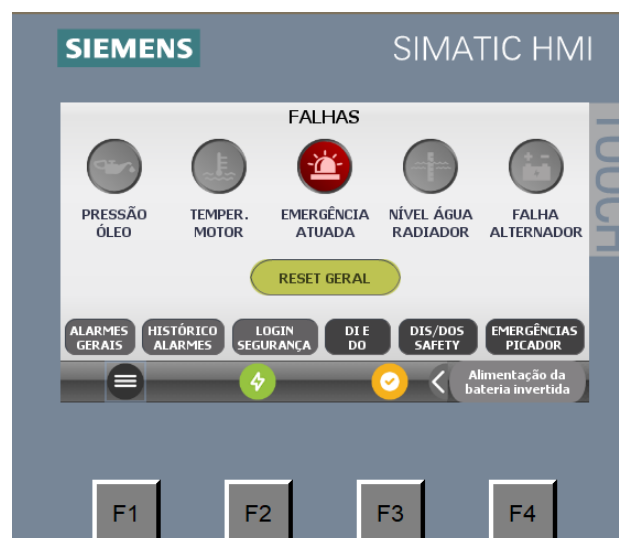 SIEMENS
SIMATIC HMI
TOUCH
FALHAS
PRESSÃO
ÓLEO
TEMPER.
MOTOR
EMERGÊNCIA
ATUADA
NÍVEL ÁGUA
RADIADOR
FALHA
ALTERNADOR
RESET GERAL
ALARMES
GERAIS
HISTÓRICO
ALARMES
LOGIN
SEGURANÇA
DI E
DO
DIS/DOS
SAFETY
EMERGÊNCIAS
PICADOR
Alimentação da
bateria invertida
F1
F2
F3
F4